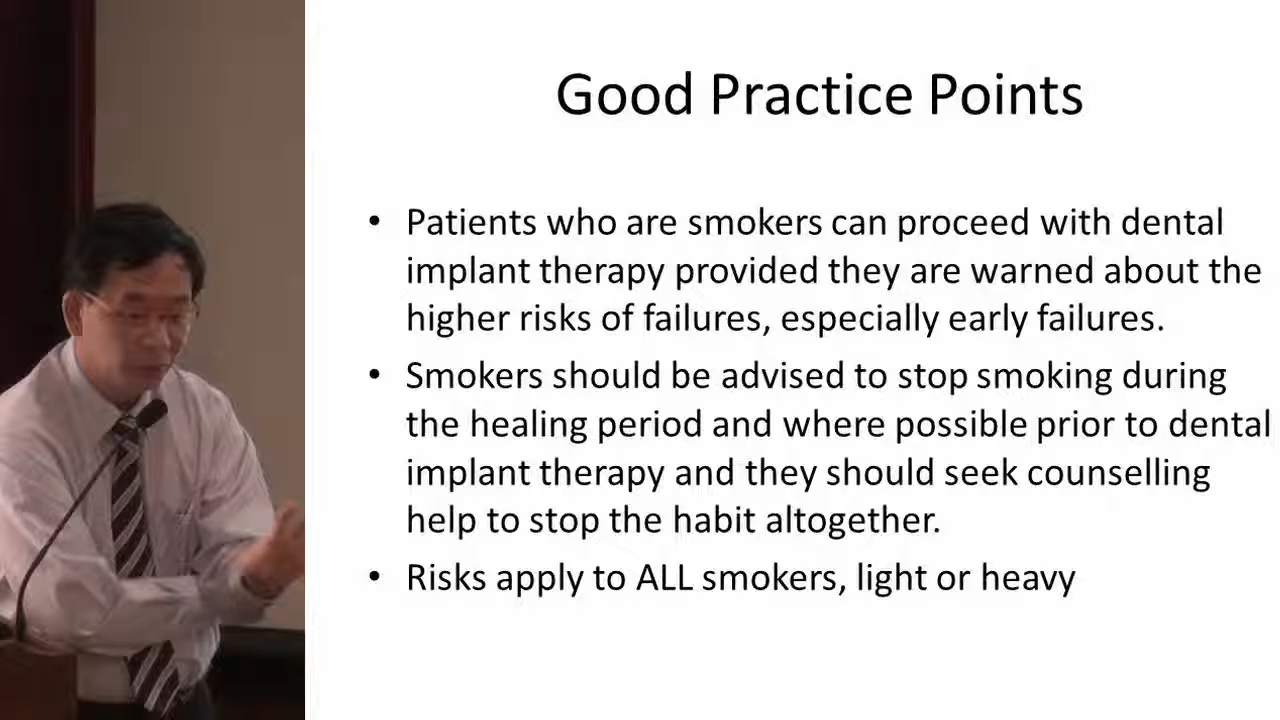 Good Practice Points
• Patients who are smokers can proceed with dental
implant therapy provided they are warned about the
higher risks of failures, especially early failures.
• Smokers should be advised to stop smoking during
the healing period and where possible prior to dental
implant therapy and they should seek counselling
help to stop the habit altogether.
• Risks apply to ALL smokers, light or heavy